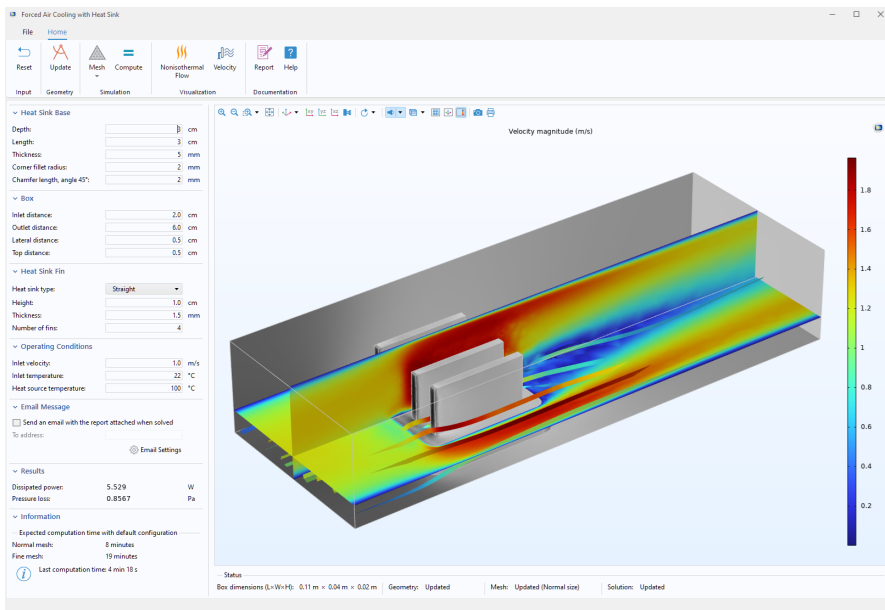 Forced Air Cooling with Heat Sink
File Home
Reset Update Mesh Compute Nonisothermal Flow Velocity Report Help
Input Geometry Simulation Visualization Documentation
Heat Sink Base
Depth: 3 cm
Length: 3 cm
Thickness: 5 mm
Corner fillet radius: 2 mm
Chamfer length, angle 45°: 2 mm
Box
Inlet distance: 2.0 cm
Outlet distance: 6.0 cm
Lateral distance: 0.5 cm
Top distance: 0.5 cm
Heat Sink Fin
Heat sink type: Straight
Height: 1.0 cm
Thickness: 1.5 mm
Number of fins: 4
Operating Conditions
Inlet velocity: 1.0 m/s
Inlet temperature: 22 °C
Heat source temperature: 100 °C
Email Message
Send an email with the report attached when solved
To address:
Email Settings
Results
Dissipated power: 5.529 W
Pressure loss: 0.8567 Pa
Information
Expected computation time with default configuration
Normal mesh: 8 minutes
Fine mesh: 19 minutes
Last computation time: 4 min 18 s
xy yz xz
Velocity magnitude (m/s)
1.8
1.6
1.4
1.2
1
0.8
0.6
0.4
0.2
Status
Box dimensions (L×W×H): 0.11 m × 0.04 m × 0.02 m Geometry: Updated Mesh: Updated (Normal size) Solution: Updated